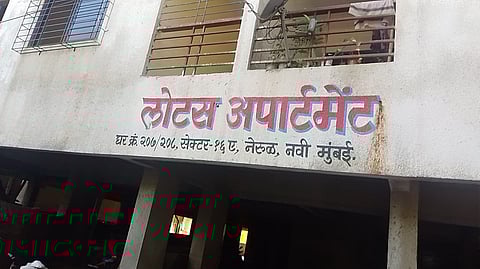 लोटस अपार्टमेंट
घर क्रं २०७/२०८, सेक्टर-१६ ए, नेरुळ, नवी मुंबई.